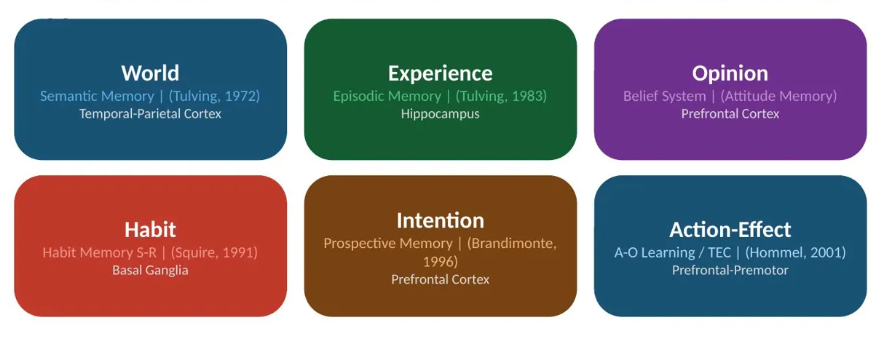 World
Semantic Memory | (Tulving, 1972)
Temporal-Parietal Cortex
Experience
Episodic Memory | (Tulving, 1983)
Hippocampus
Opinion
Belief System | (Attitude Memory)
Prefrontal Cortex
Habit
Habit Memory S-R | (Squire, 1991)
Basal Ganglia
Intention
Prospective Memory | (Brandimonte,
1996)
Prefrontal Cortex
Action-Effect
A-O Learning / TEC | (Hommel, 2001)
Prefrontal-Premotor